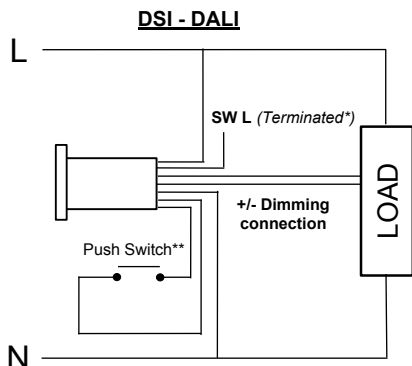 DSI - DALI
L
SW L (Terminated*)
+/- Dimming
connection
LOAD
Push Switch**
N